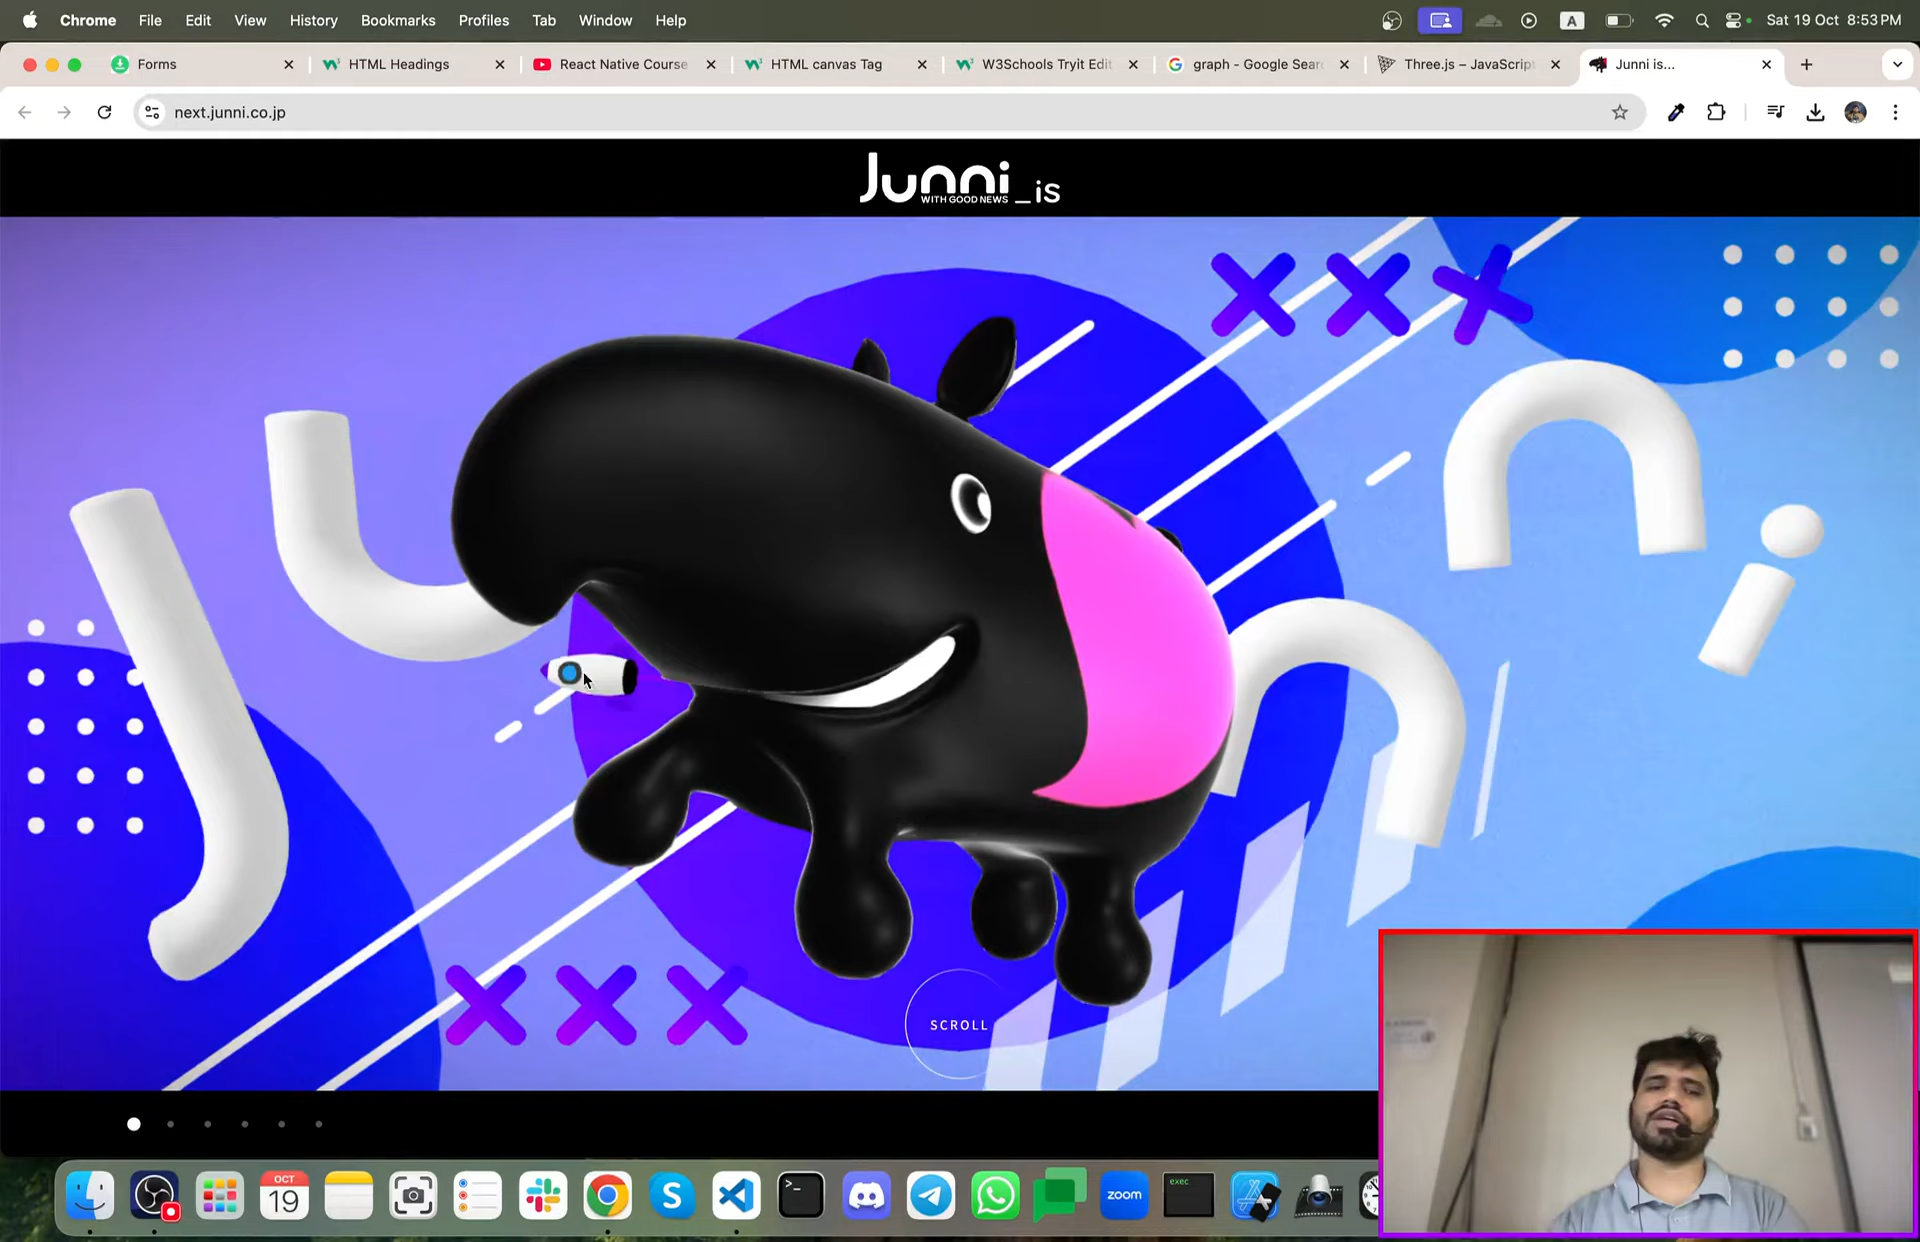 Chrome File Edit View History Bookmarks Profiles Tab Window Help A Sat 19 Oct 8:53 PM
Forms HTML Headings React Native Course HTML canvas Tag W3Schools Tryit Edit graph - Google Sear Three.js – JavaScript Junni is...
next.junni.co.jp
Junni _is
WITH GOOD NEWS
Junni
SCROLL
OCT
19
S
zoom
exec